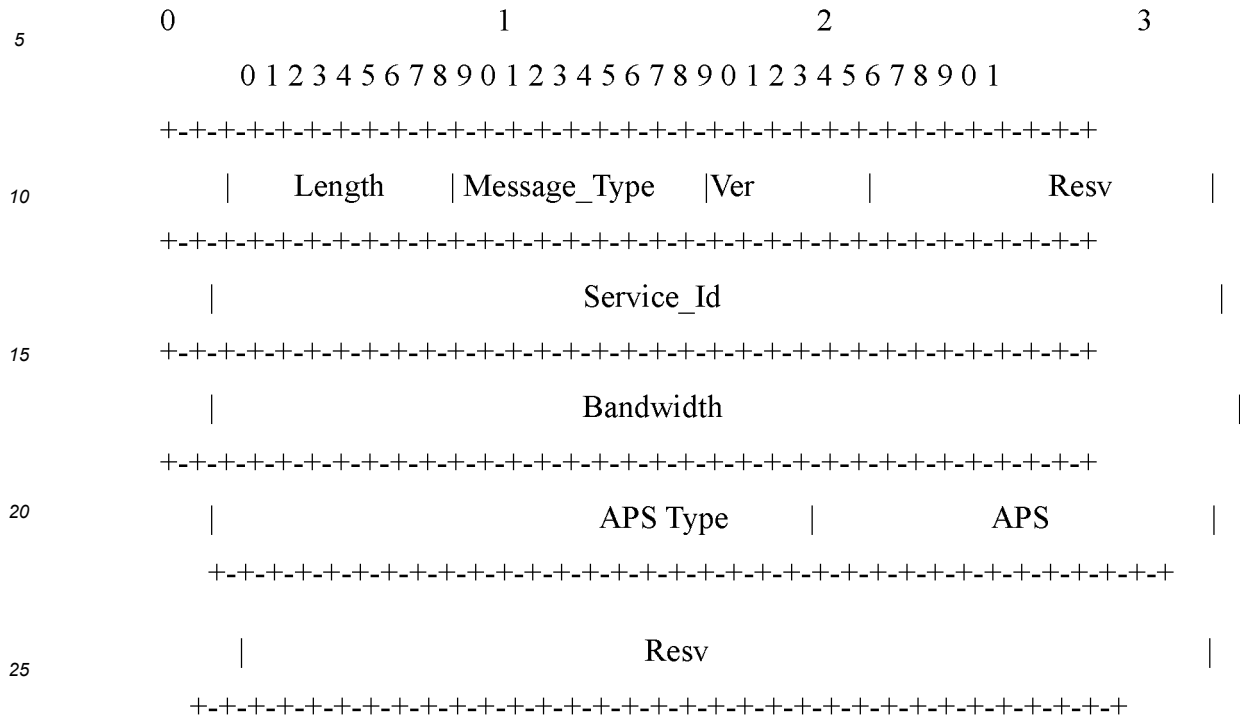 0 1 2 3
5
0 1 2 3 4 5 6 7 8 9 0 1 2 3 4 5 6 7 8 9 0 1 2 3 4 5 6 7 8 9 0 1
+-+-+-+-+-+-+-+-+-+-+-+-+-+-+-+-+-+-+-+-+-+-+-+-+-+-+-+-+-+-+-+-+
10 | Length | Message_Type |Ver | Resv |
+-+-+-+-+-+-+-+-+-+-+-+-+-+-+-+-+-+-+-+-+-+-+-+-+-+-+-+-+-+-+-+-+
| Service_Id |
15 +-+-+-+-+-+-+-+-+-+-+-+-+-+-+-+-+-+-+-+-+-+-+-+-+-+-+-+-+-+-+-+-+
| Bandwidth |
+-+-+-+-+-+-+-+-+-+-+-+-+-+-+-+-+-+-+-+-+-+-+-+-+-+-+-+-+-+-+-+-+
20 | APS Type | APS |
+-+-+-+-+-+-+-+-+-+-+-+-+-+-+-+-+-+-+-+-+-+-+-+-+-+-+-+-+-+-+-+-+-+
| Resv |
25
+-+-+-+-+-+-+-+-+-+-+-+-+-+-+-+-+-+-+-+-+-+-+-+-+-+-+-+-+-+-+-+-+